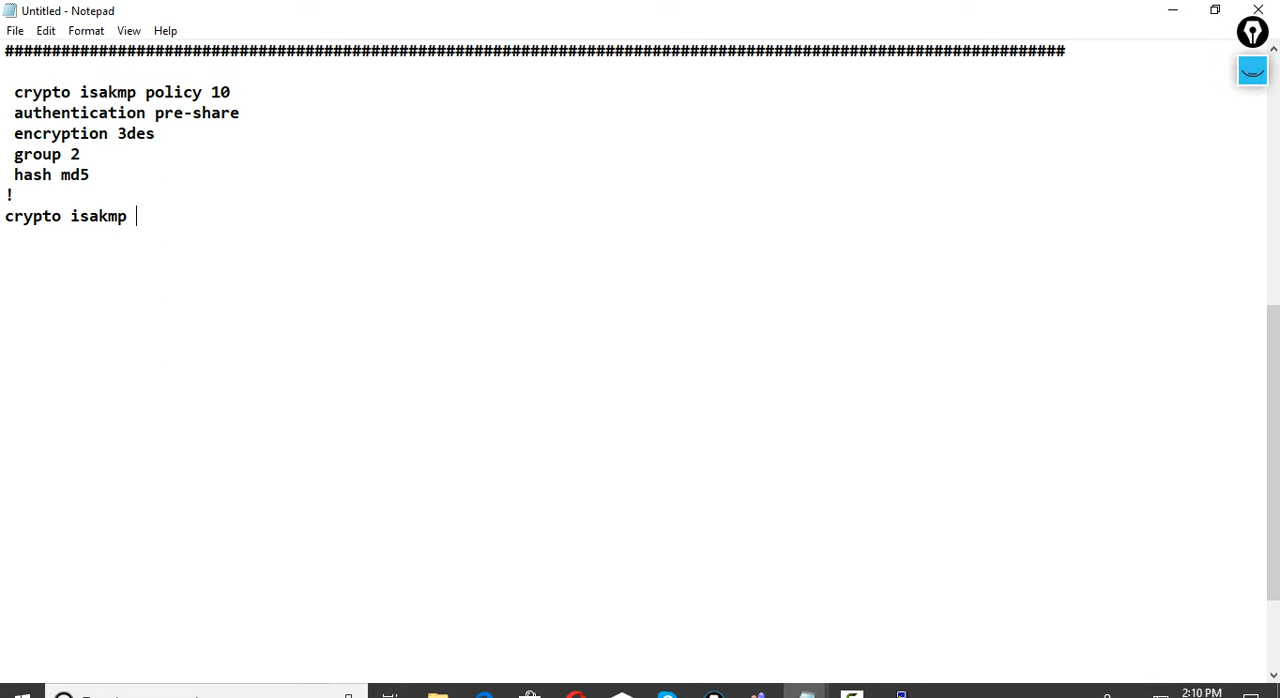 Untitled - Notepad
File Edit Format View Help
#################################################################################################################
crypto isakmp policy 10
authentication pre-share
encryption 3des
group 2
hash md5
!
crypto isakmp
2:10 PM